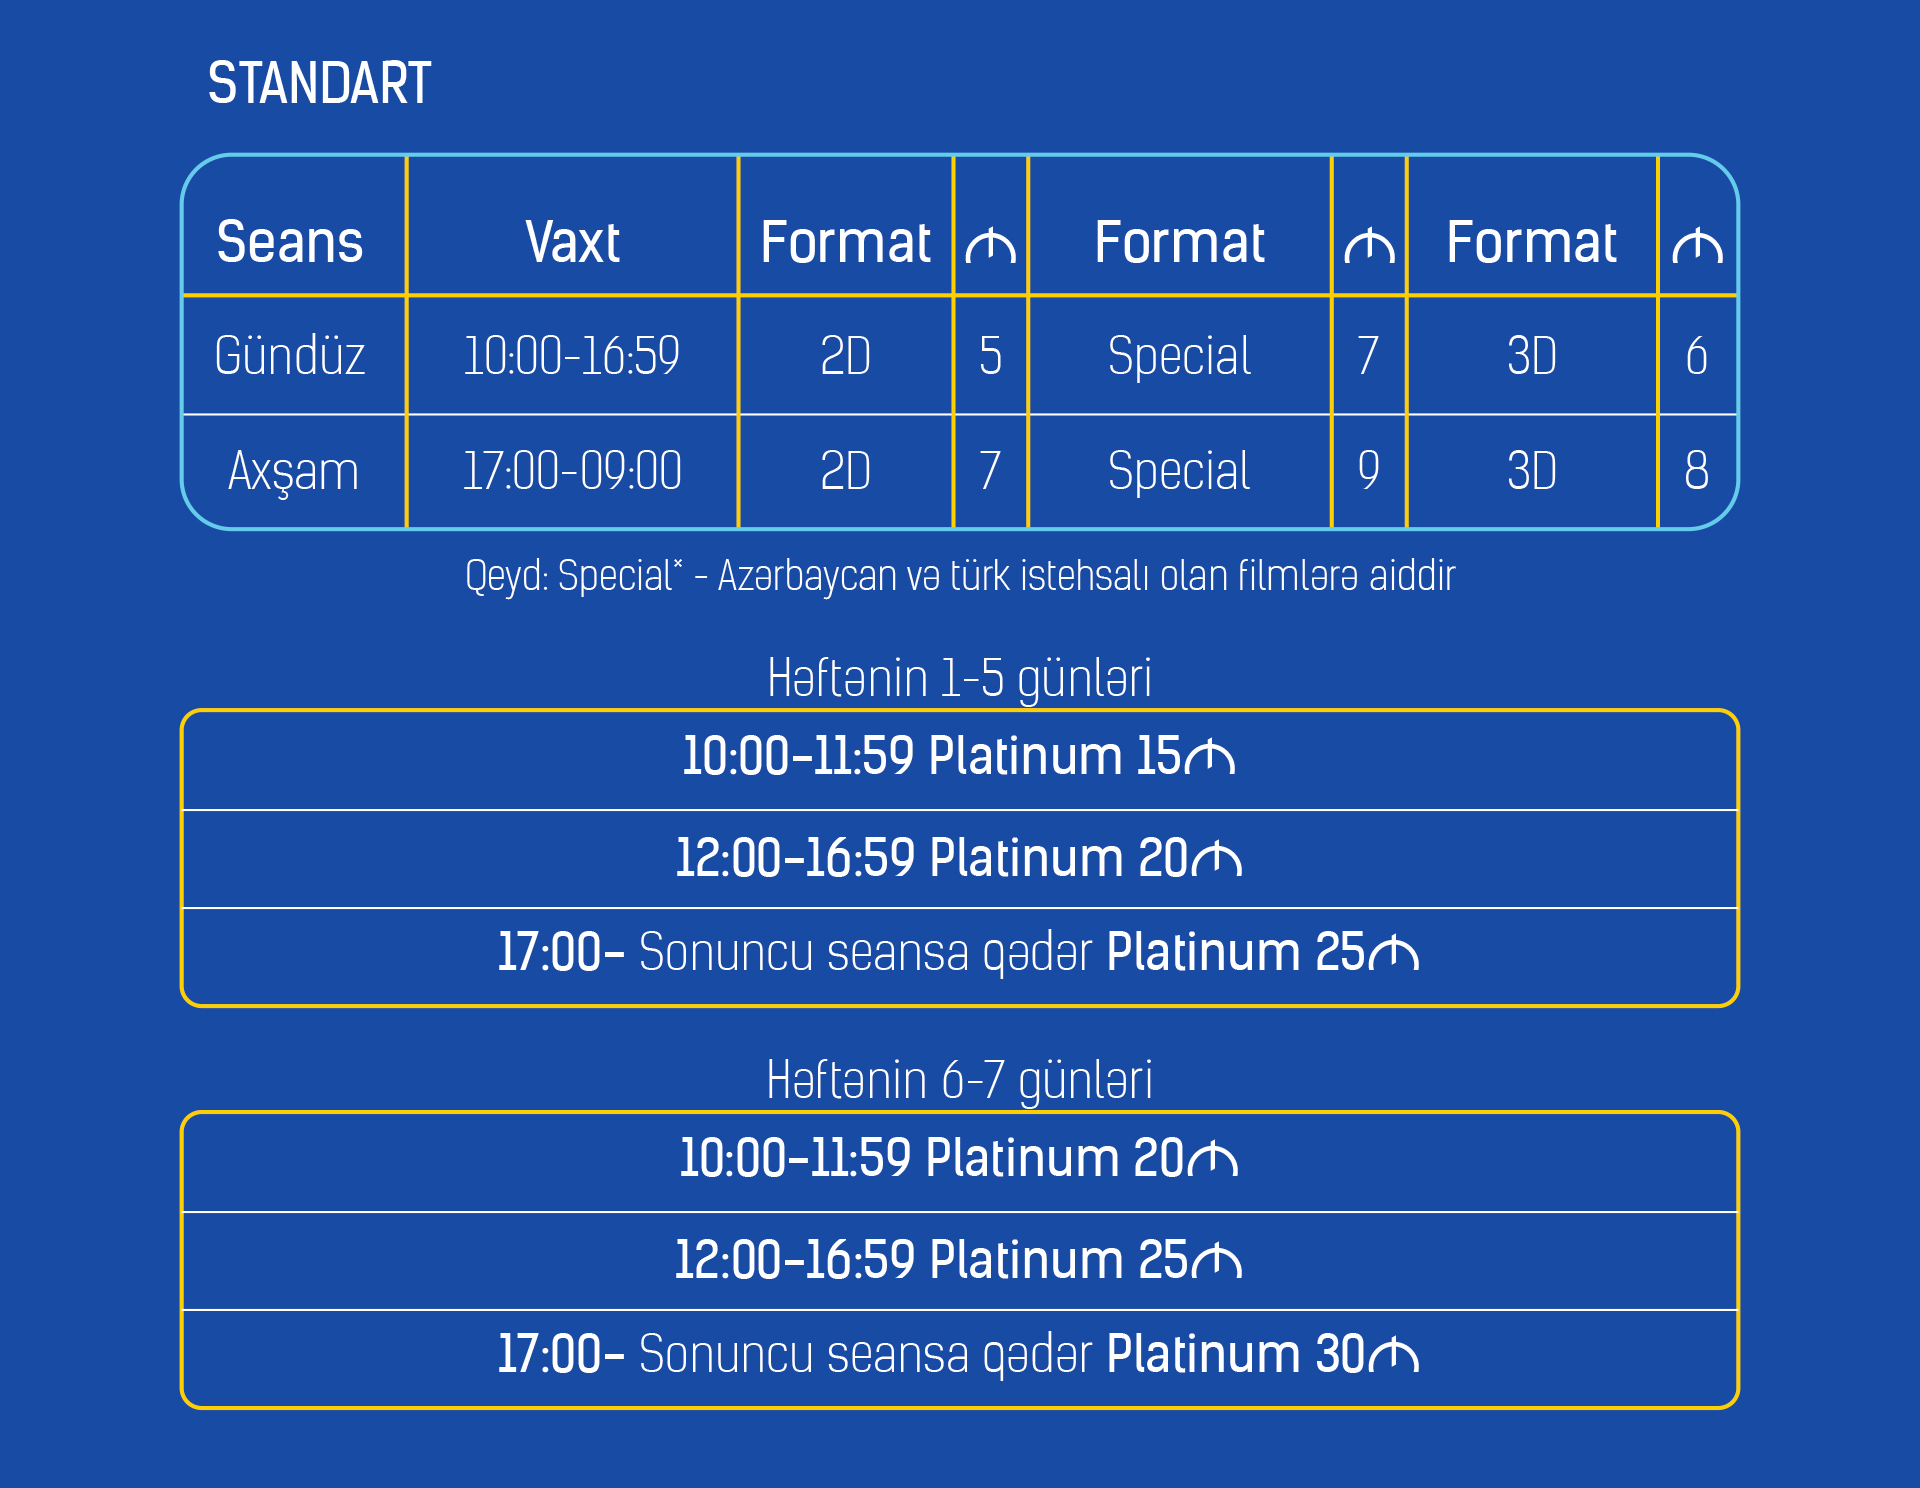 STANDART
Seans Vaxt Format ₼ Format ₼ Format ₼
Gündüz 10:00-16:59 2D 5 Special 7 3D 6
Axşam 17:00-09:00 2D 7 Special 9 3D 8
Qeyd: Special* - Azərbaycan və türk istehsalı olan filmlərə aiddir
Həftənin 1-5 günləri
10:00-11:59 Platinum 15₼
12:00-16:59 Platinum 20₼
17:00- Sonuncu seansa qədər Platinum 25₼
Həftənin 6-7 günləri
10:00-11:59 Platinum 20₼
12:00-16:59 Platinum 25₼
17:00- Sonuncu seansa qədər Platinum 30₼